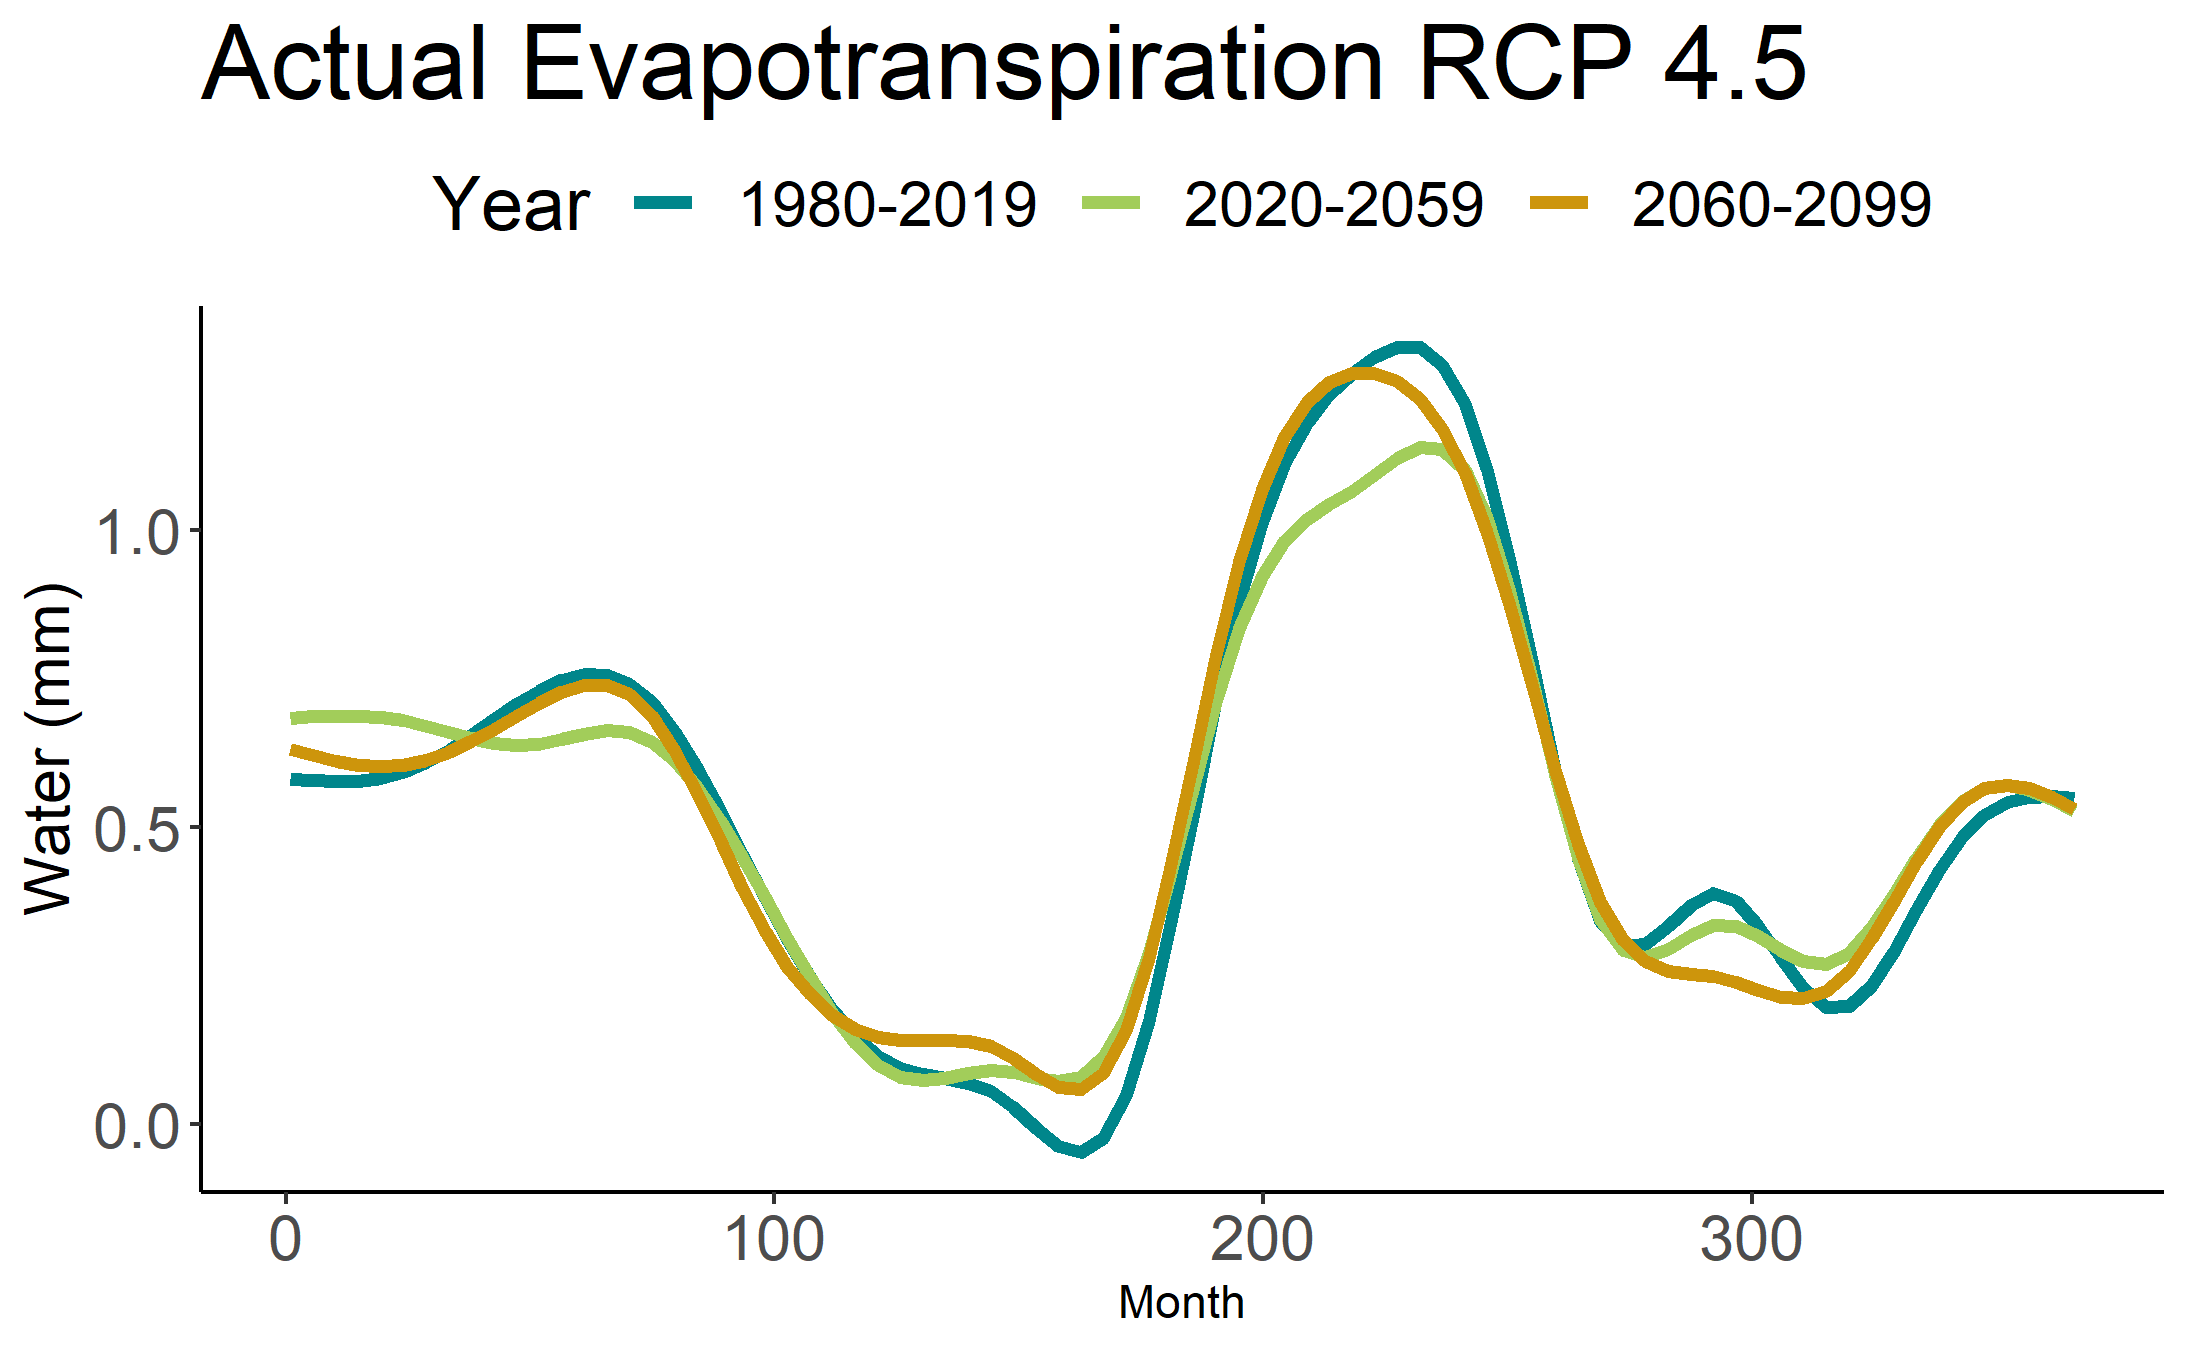 Actual Evapotranspiration RCP 4.5
Year 1980-2019 2020-2059 2060-2099
Water (mm)
1.0
0.5
0.0
0 100 200 300
Month